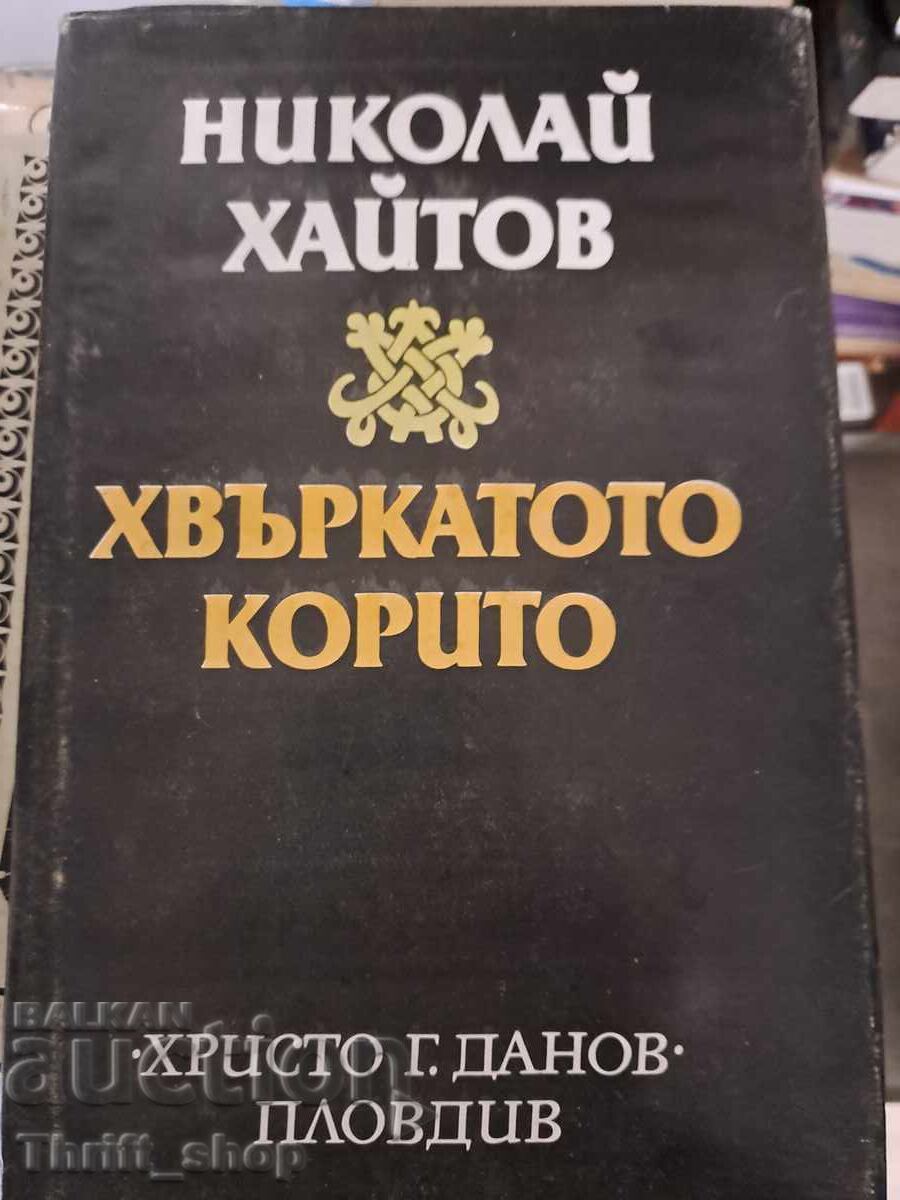 НИКОЛАЙ
ХАЙТОВ
ХВЪРКАТОТО
КОРИТО
BALKAN
auction
·ХРИСТО Г. ДАНОВ·
ПЛОВДИВ
Thrift_shop